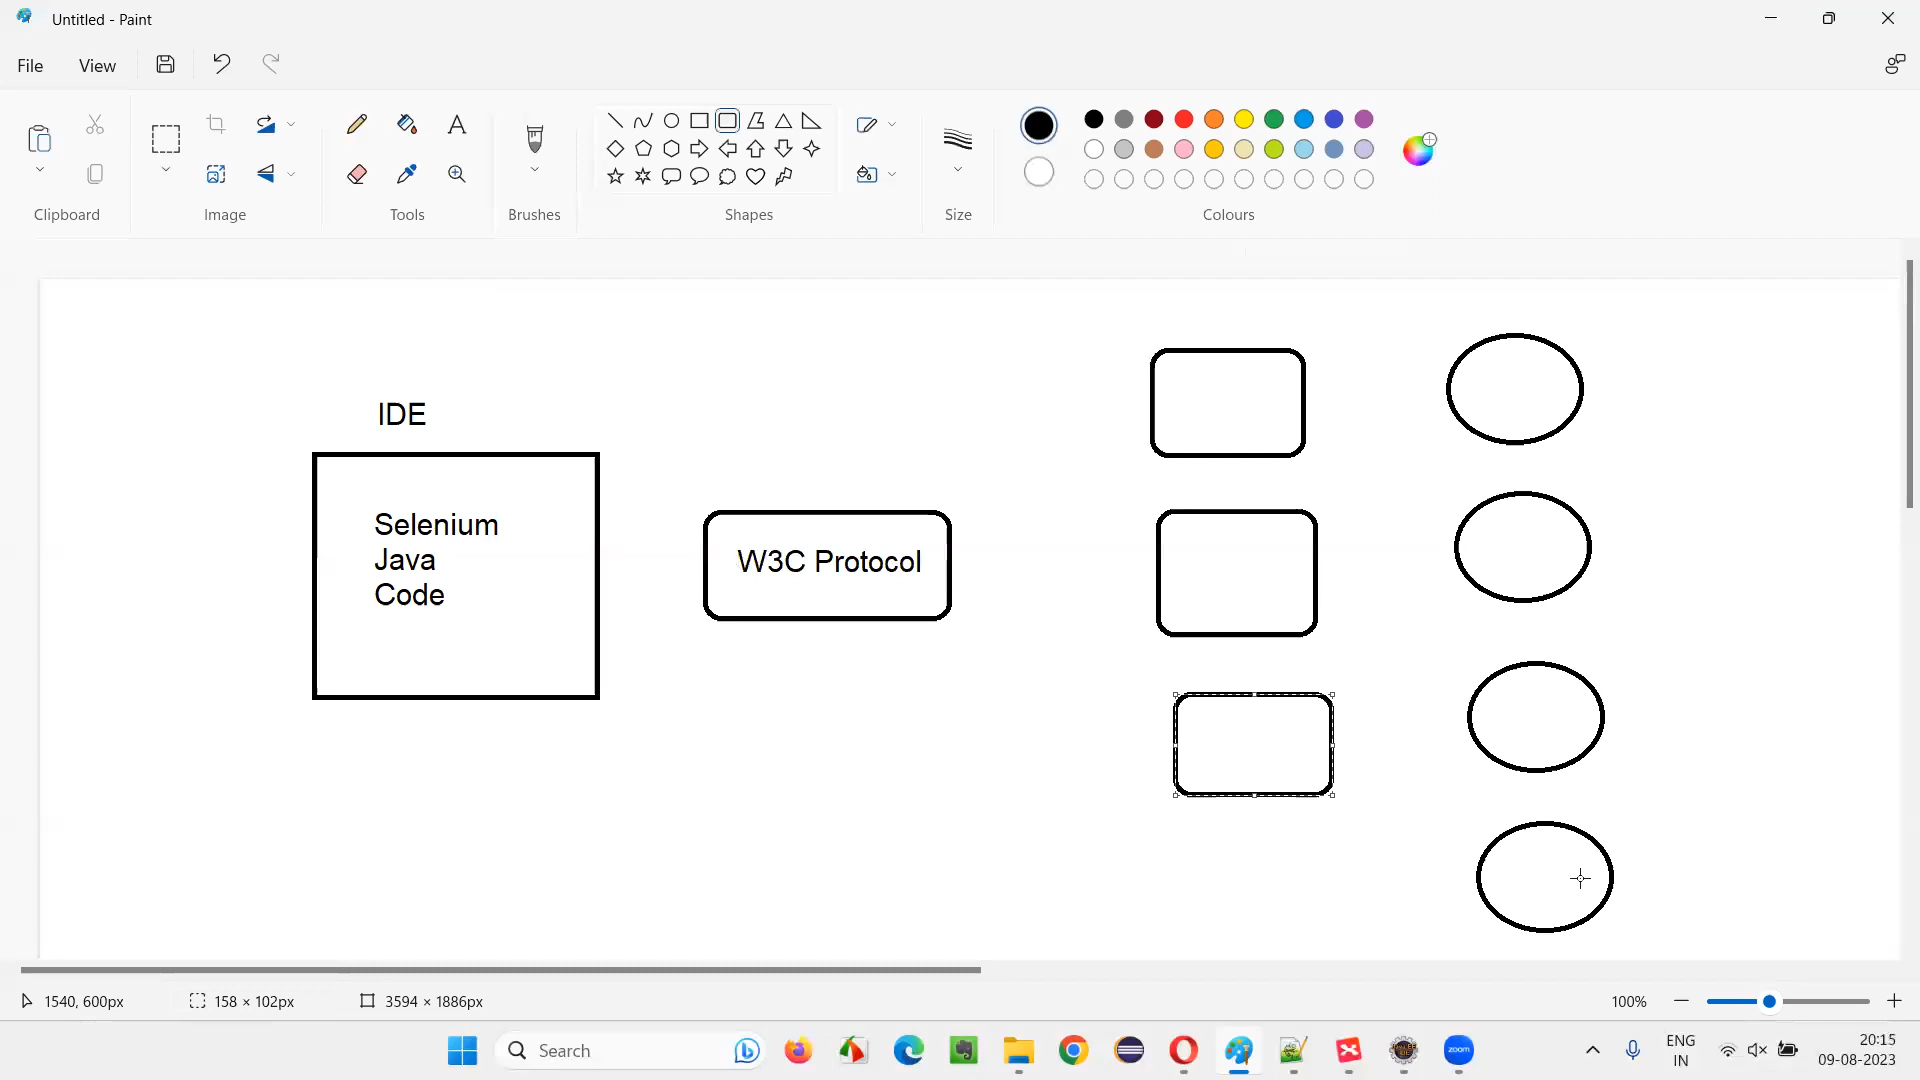 Untitled - Paint
File
View
Clipboard
Image
Tools
Brushes
Shapes
Size
Colours
IDE
Selenium
Java
Code
W3C Protocol
1540, 600px
158 × 102px
3594 × 1886px
100%
Search
zoom
ENG
IN
20:15
09-08-2023